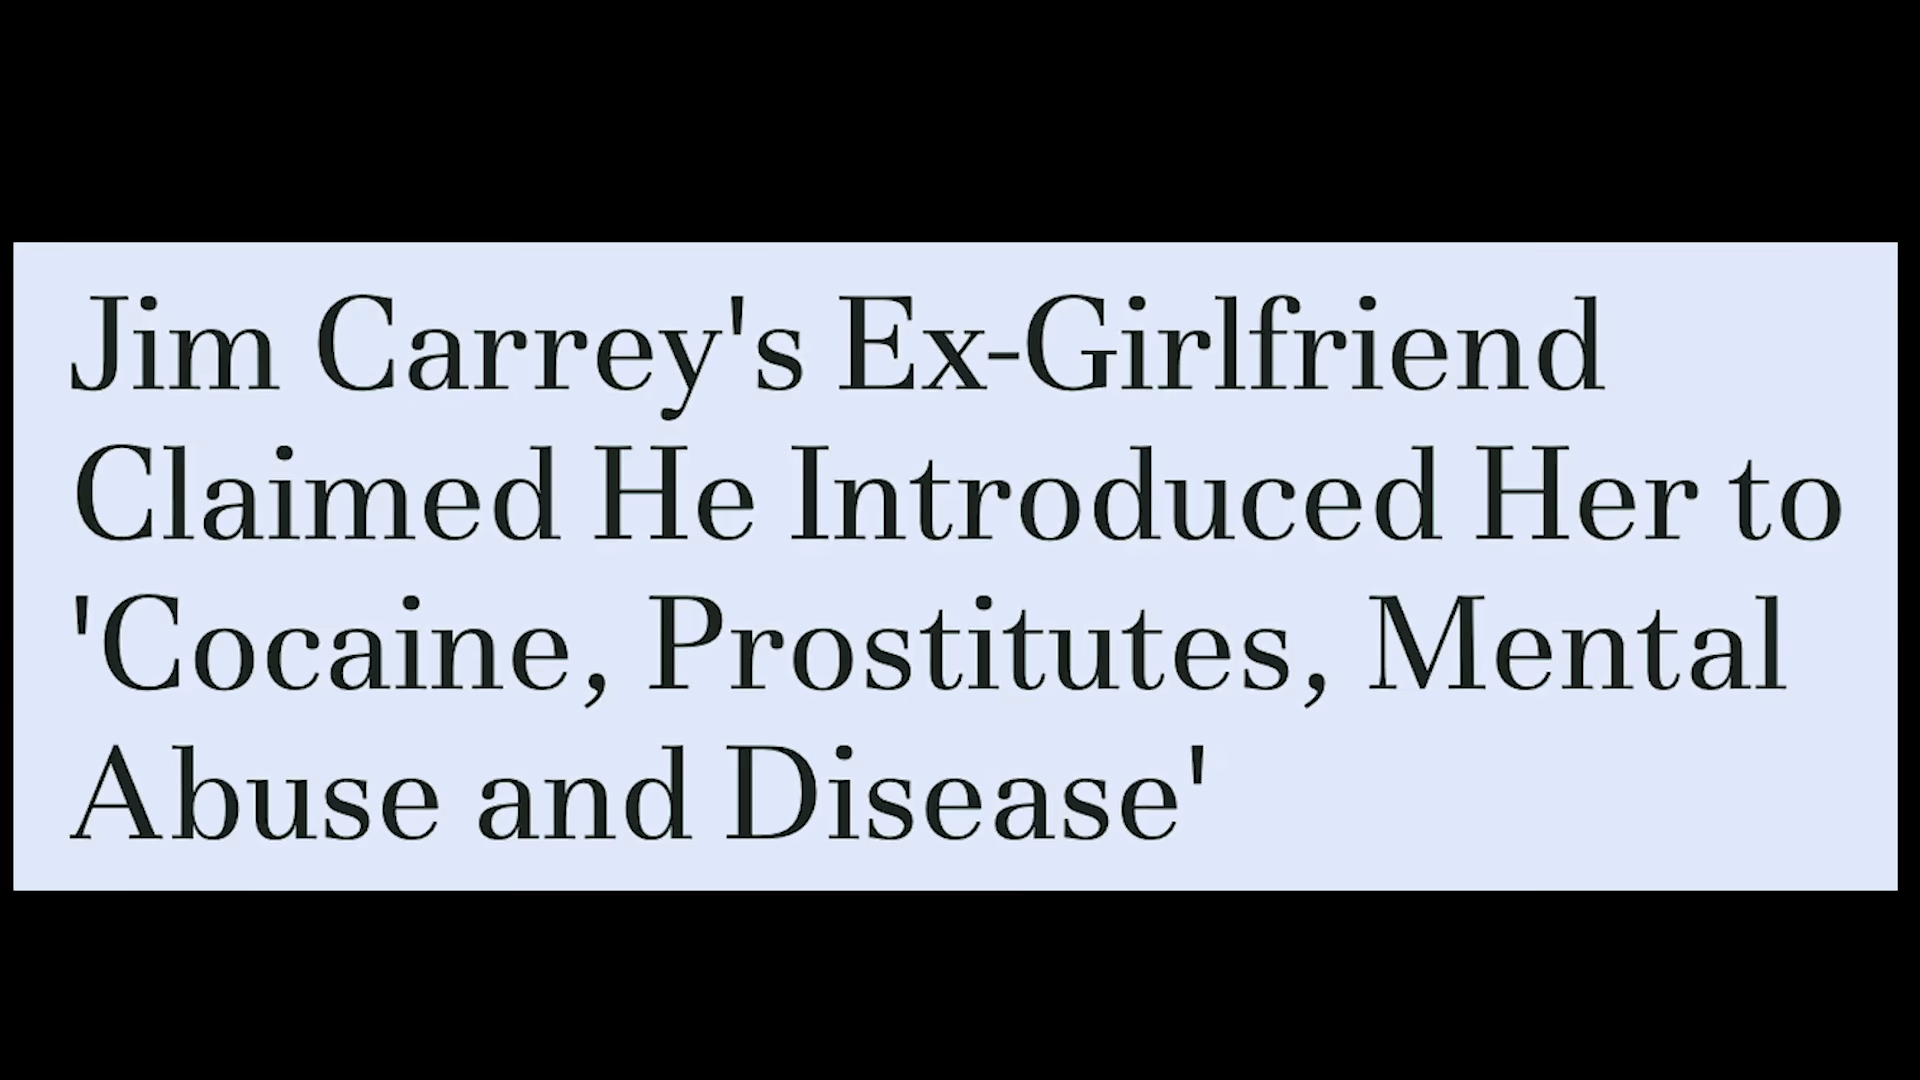 Jim Carrey's Ex-Girlfriend
Claimed He Introduced Her to
'Cocaine, Prostitutes, Mental
Abuse and Disease'